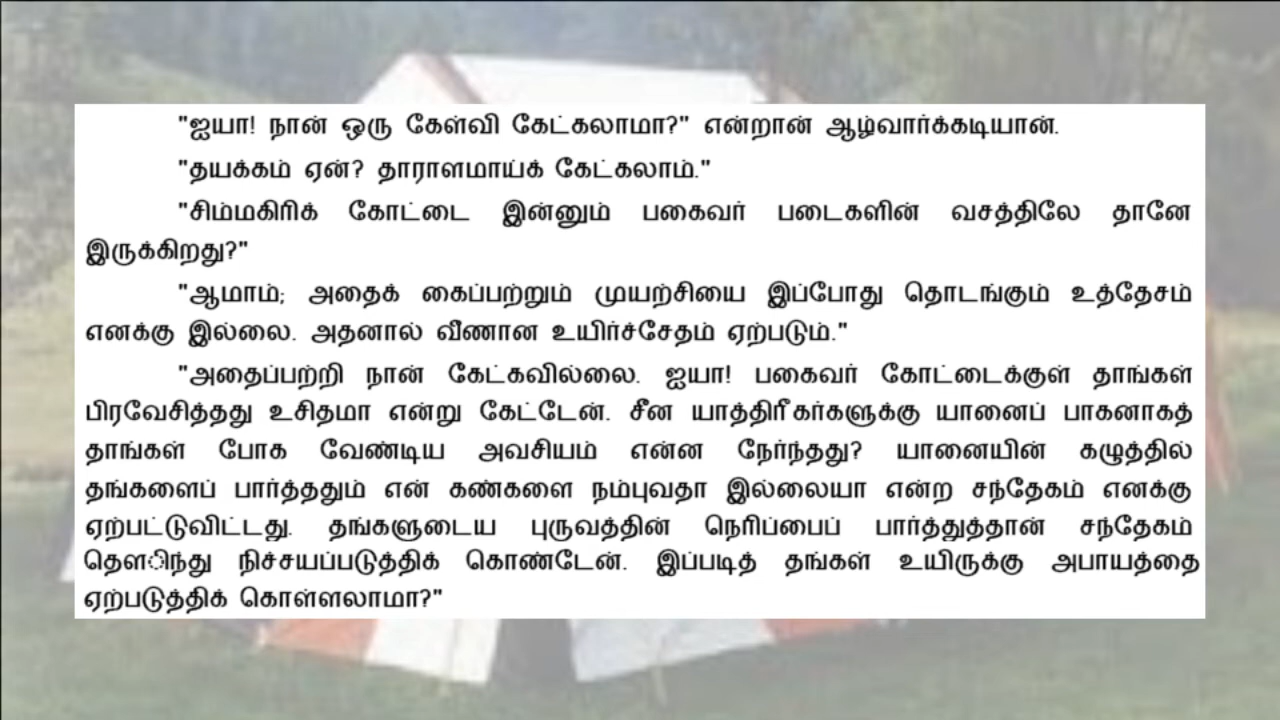 "ஐயா! நான் ஒரு கேள்வி கேட்கலாமா?" என்றான் ஆழ்வார்க்கடியான்.
"தயக்கம் ஏன்? தாராளமாய்க் கேட்கலாம்."
"சிம்மகிரிக் கோட்டை இன்னும் பகைவர் படைகளின் வசத்திலே தானே
இருக்கிறது?"
"ஆமாம்; அதைக் கைப்பற்றும் முயற்சியை இப்போது தொடங்கும் உத்தேசம்
எனக்கு இல்லை. அதனால் வீணான உயிர்ச்சேதம் ஏற்படும்."
"அதைப்பற்றி நான் கேட்கவில்லை. ஐயா! பகைவர் கோட்டைக்குள் தாங்கள்
பிரவேசித்தது உசிதமா என்று கேட்டேன். சீன யாத்திரீகர்களுக்கு யானைப் பாகனாகத்
தாங்கள் போக வேண்டிய அவசியம் என்ன நேர்ந்தது? யானையின் கழுத்தில்
தங்களைப் பார்த்ததும் என் கண்களை நம்புவதா இல்லையா என்ற சந்தேகம் எனக்கு
ஏற்பட்டுவிட்டது. தங்களுடைய புருவத்தின் நெரிப்பைப் பார்த்துத்தான் சந்தேகம்
தௌிந்து நிச்சயப்படுத்திக் கொண்டேன். இப்படித் தங்கள் உயிருக்கு அபாயத்தை
ஏற்படுத்திக் கொள்ளலாமா?"